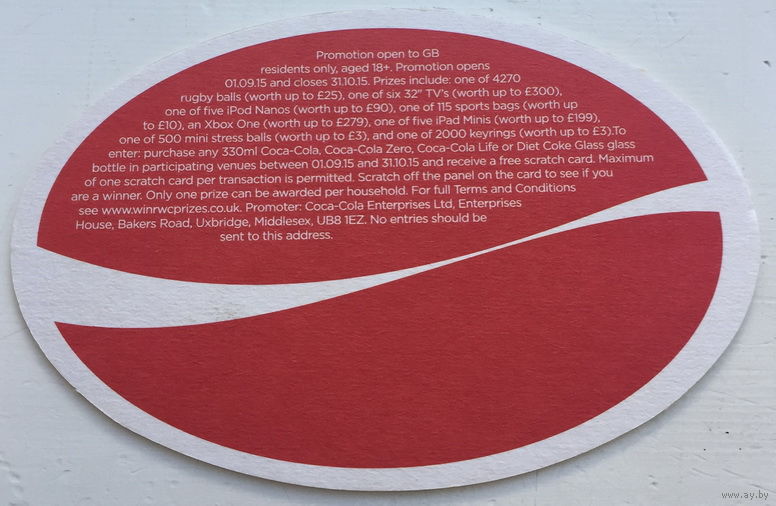 Promotion open to GB
residents only, aged 18+. Promotion opens
01.09.15 and closes 31.10.15. Prizes include: one of 4270
rugby balls (worth up to £25), one of six 32" TV's (worth up to £300),
one of five iPod Nanos (worth up to £90), one of 115 sports bags (worth up
to £10), an Xbox One (worth up to £279), one of five iPad Minis (worth up to £199),
one of 500 mini stress balls (worth up to £3), and one of 2000 keyrings (worth up to £3).To
enter: purchase any 330ml Coca-Cola, Coca-Cola Zero, Coca-Cola Life or Diet Coke Glass glass
bottle in participating venues between 01.09.15 and 31.10.15 and receive a free scratch card. Maximum
of one scratch card per transaction is permitted. Scratch off the panel on the card to see if you
are a winner. Only one prize can be awarded per household. For full Terms and Conditions
see www.winrwcprizes.co.uk. Promoter: Coca-Cola Enterprises Ltd, Enterprises
House, Bakers Road, Uxbridge, Middlesex, UB8 1EZ. No entries should be
sent to this address.
www.ay.by